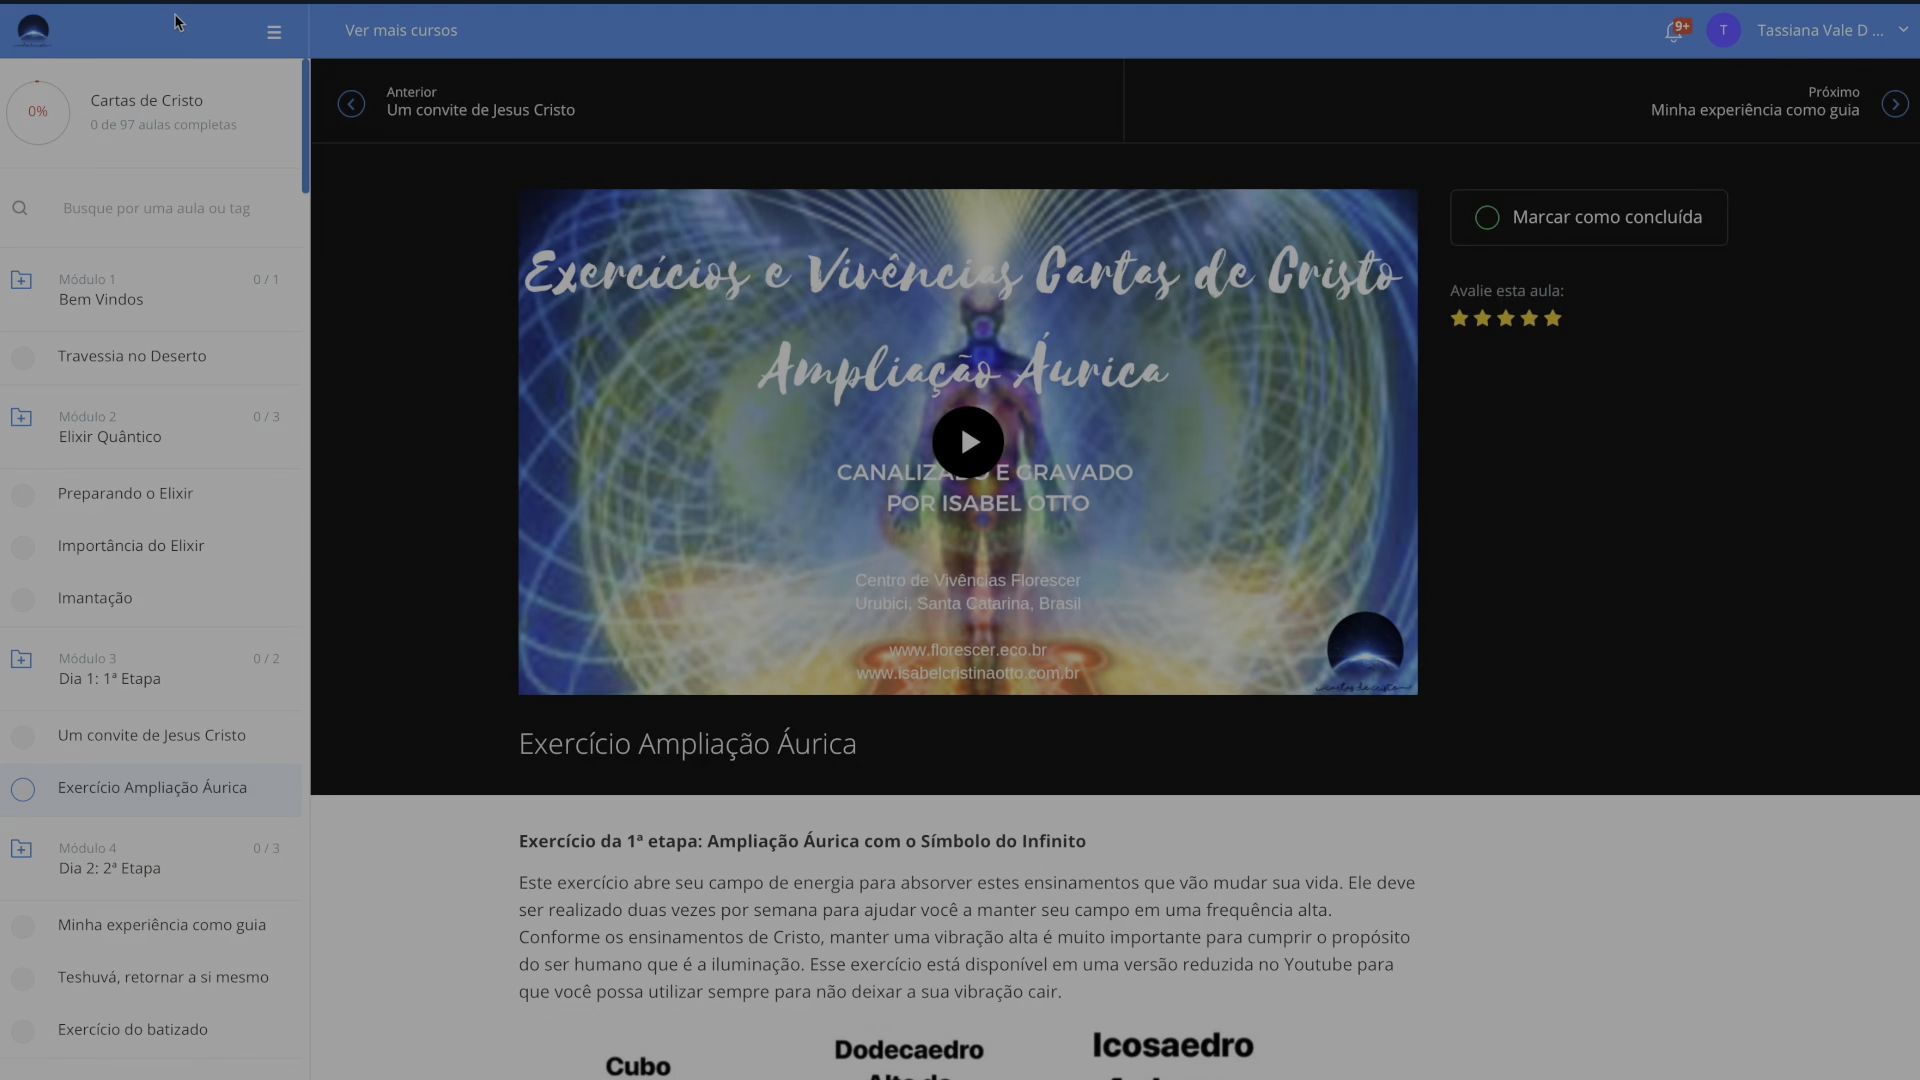 Ver mais cursos
9+
T
Tassiana Vale D ...
0%
Cartas de Cristo
0 de 97 aulas completas
Busque por uma aula ou tag
Módulo 1
0 / 1
Bem Vindos
Travessia no Deserto
Módulo 2
0 / 3
Elixir Quântico
Preparando o Elixir
Importância do Elixir
Imantação
Módulo 3
0 / 2
Dia 1: 1ª Etapa
Um convite de Jesus Cristo
Exercício Ampliação Áurica
Módulo 4
0 / 3
Dia 2: 2ª Etapa
Minha experiência como guia
Teshuvá, retornar a si mesmo
Exercício do batizado
Anterior
Um convite de Jesus Cristo
Próximo
Minha experiência como guia
Exercícios e Vivências Cartas de Cristo
Ampliação Áurica
CANALIZADO E GRAVADO
POR ISABEL OTTO
Centro de Vivências Florescer
Urubici, Santa Catarina, Brasil
www.florescer.eco.br
www.isabelcristinaotto.com.br
cartas de cristo
Marcar como concluída
Avalie esta aula:
Exercício Ampliação Áurica
Exercício da 1ª etapa: Ampliação Áurica com o Símbolo do Infinito
Este exercício abre seu campo de energia para absorver estes ensinamentos que vão mudar sua vida. Ele deve
ser realizado duas vezes por semana para ajudar você a manter seu campo em uma frequência alta.
Conforme os ensinamentos de Cristo, manter uma vibração alta é muito importante para cumprir o propósito
do ser humano que é a iluminação. Esse exercício está disponível em uma versão reduzida no Youtube para
que você possa utilizar sempre para não deixar a sua vibração cair.
Cubo
Dodecaedro
Icosaedro